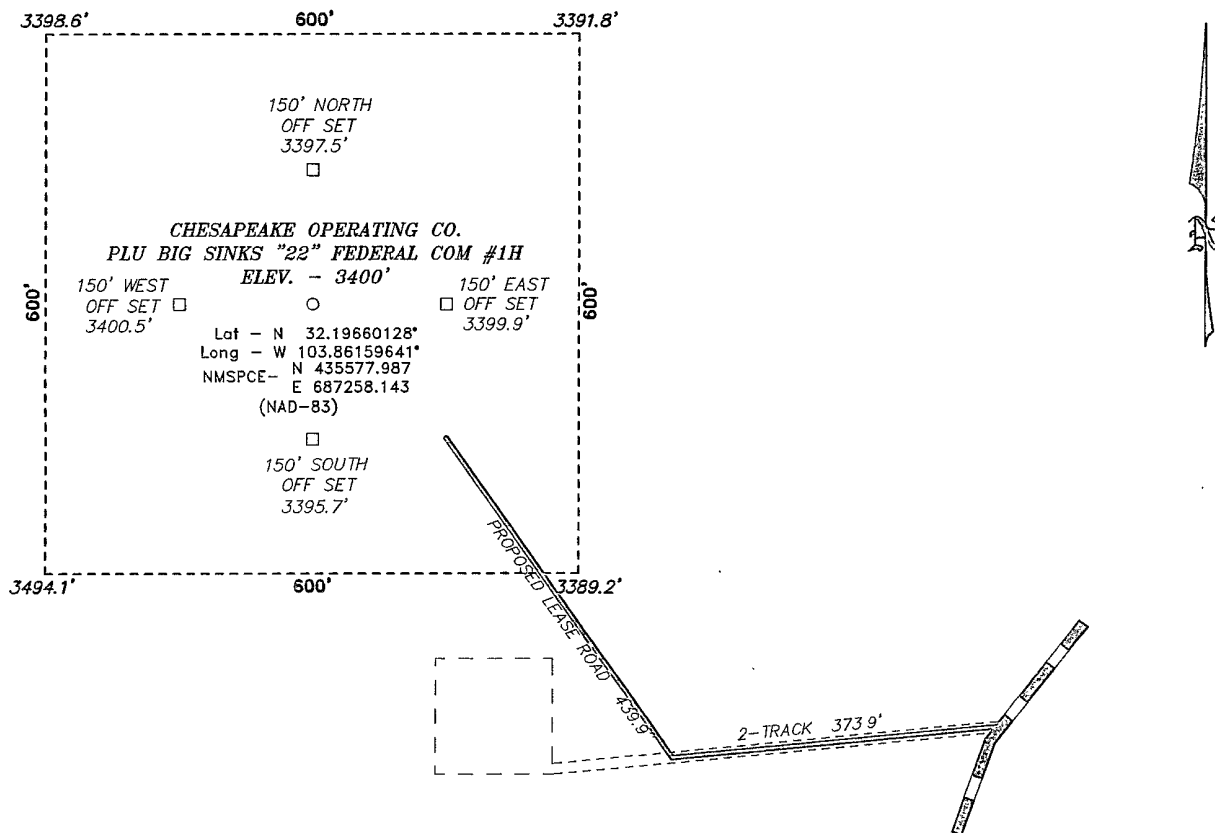 3398.6' 600' 3391.8'
150' NORTH
OFF SET
3397.5'
CHESAPEAKE OPERATING CO.
PLU BIG SINKS "22" FEDERAL COM #1H
ELEV. - 3400'
600'
150' WEST
OFF SET
3400.5'
150' EAST
OFF SET
3399.9'
600'
Lat - N 32.19660128°
Long - W 103.86159641°
NMSPCE- N 435577.987
E 687258.143
(NAD-83)
150' SOUTH
OFF SET
3395.7'
3494.1' 600' 3389.2'
PROPOSED LEASE ROAD 439.9'
2-TRACK 373.9'